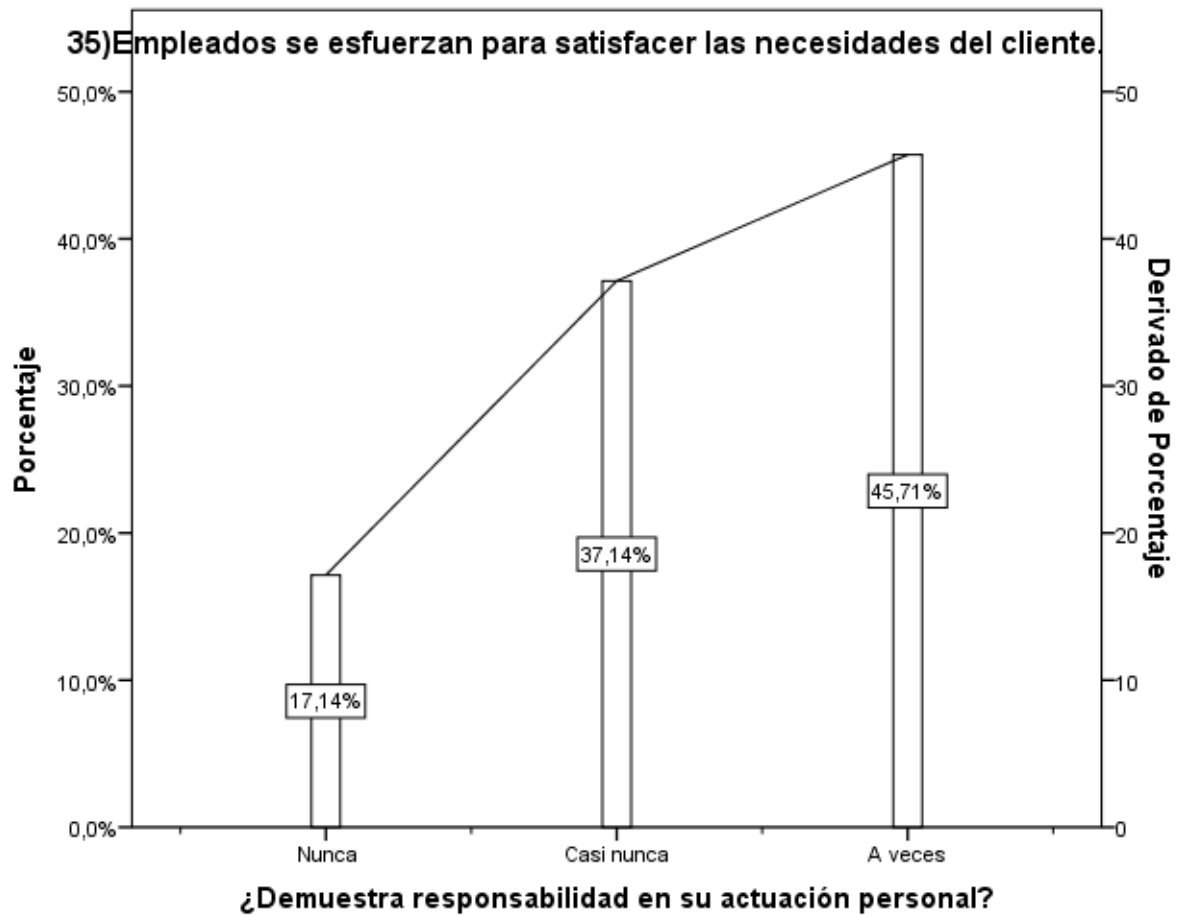 35)Empleados se esfuerzan para satisfacer las necesidades del cliente.
50,0%
40,0%
30,0%
20,0%
10,0%
0,0%
Porcentaje
17,14%
37,14%
45,71%
50
40
30
20
10
0
Derivado de Porcentaje
Nunca
Casi nunca
A veces
¿Demuestra responsabilidad en su actuación personal?